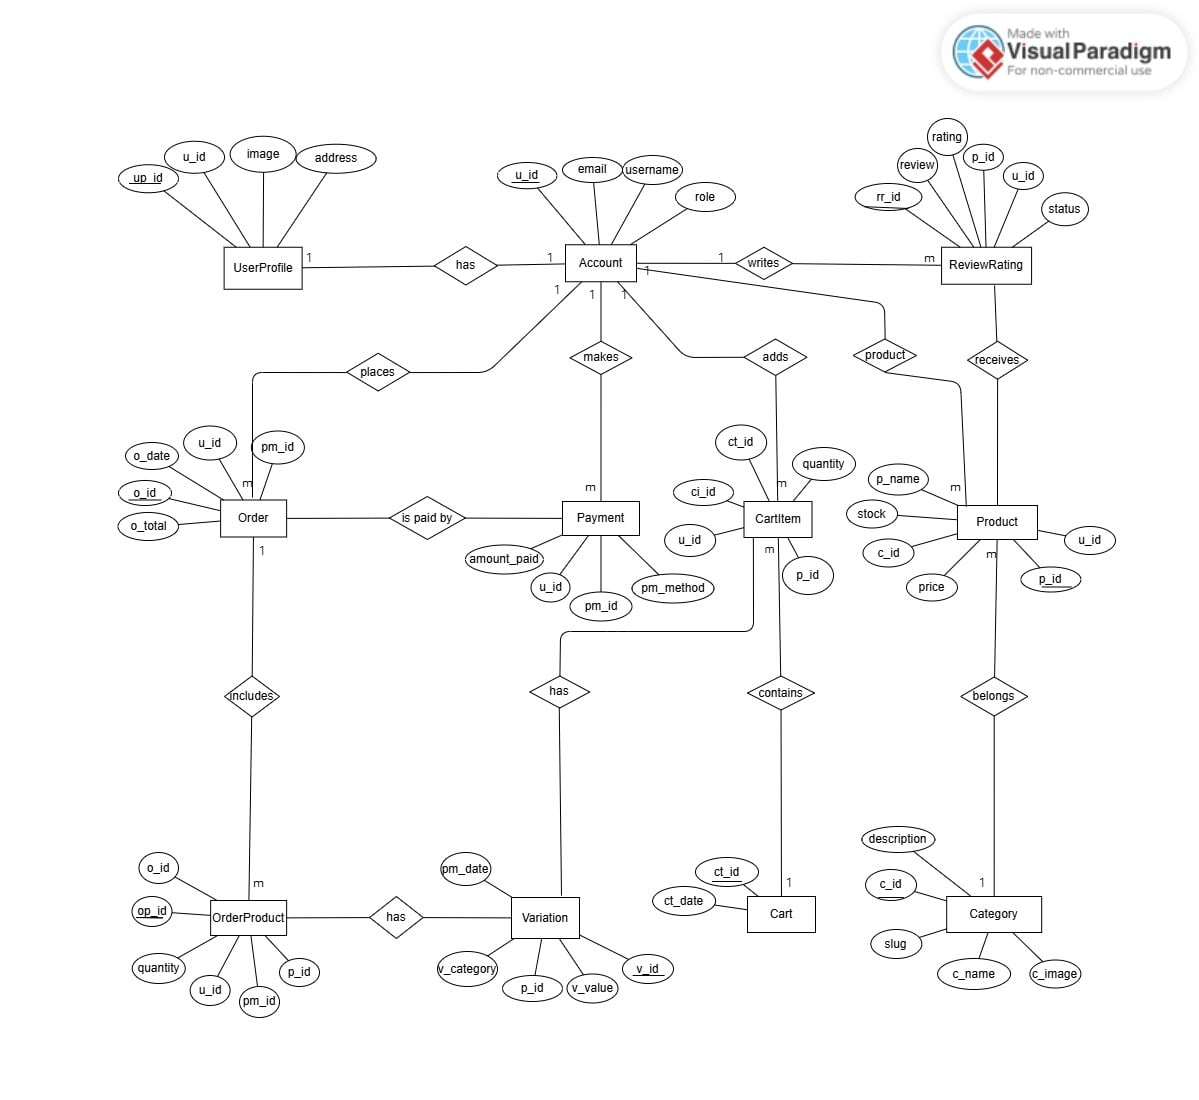 Made with
Visual Paradigm
For non-commercial use
rating
u_id
image
address
up_id
u_id
email
username
role
review
p_id
u_id
rr_id
status
UserProfile
1
has
1
Account
1
writes
m
ReviewRating
1
1
1
1
places
makes
adds
product
receives
o_date
u_id
pm_id
o_id
o_total
m
Order
1
is paid by
m
Payment
amount_paid
u_id
pm_id
pm_method
ct_id
quantity
ci_id
m
CartItem
u_id
m
p_id
p_name
stock
m
Product
c_id
price
m
p_id
u_id
includes
has
contains
belongs
o_id
m
op_id
OrderProduct
quantity
u_id
pm_id
p_id
has
pm_date
Variation
v_category
p_id
v_value
v_id
ct_id
1
ct_date
Cart
description
c_id
1
Category
slug
c_name
c_image